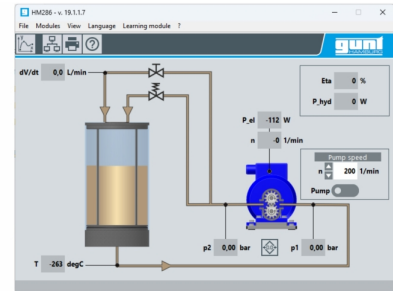 HM286 - v. 19.1.1.7
File Modules View Language Learning module ?
gunt
HAMBURG
dV/dt 0,0 L/min
Eta 0 %
P_hyd 0 W
P_el -112 W
n -0 1/min
Pump speed
n 200 1/min
Pump
p2 0,00 bar
p1 0,00 bar
T -263 degC